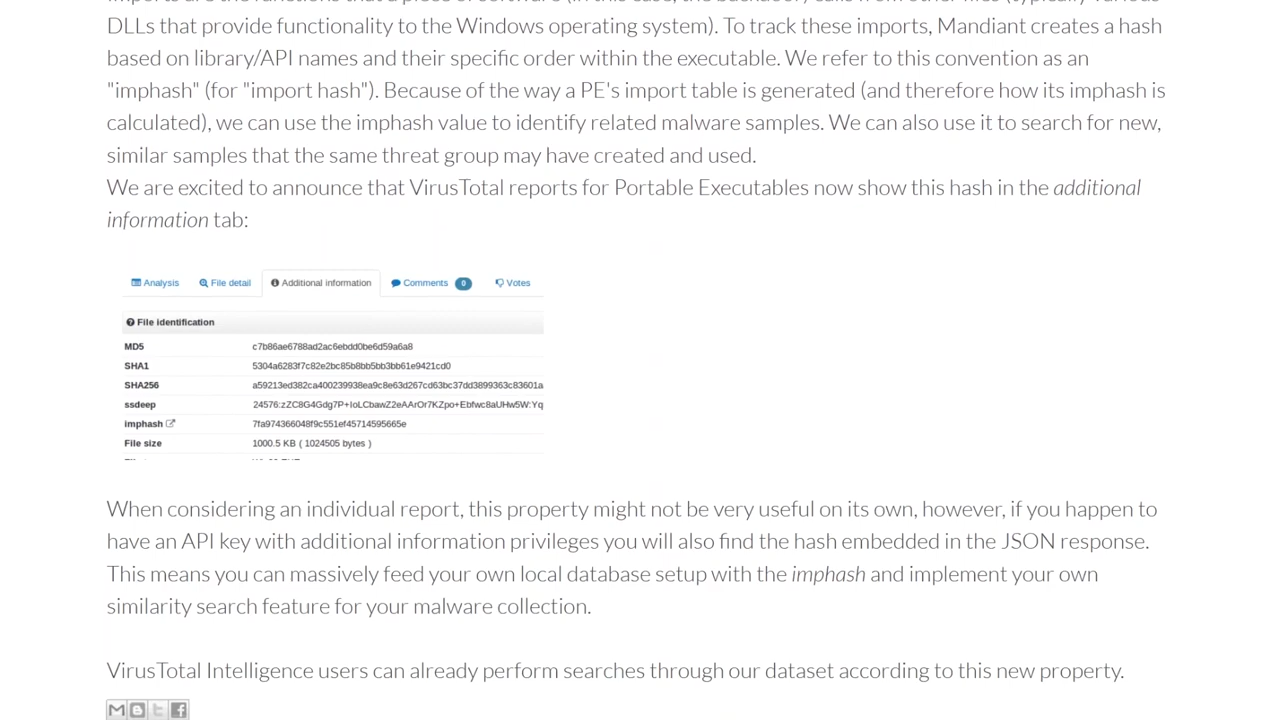 DLLs that provide functionality to the Windows operating system). To track these imports, Mandiant creates a hash
based on library/API names and their specific order within the executable. We refer to this convention as an
"imphash" (for "import hash"). Because of the way a PE's import table is generated (and therefore how its imphash is
calculated), we can use the imphash value to identify related malware samples. We can also use it to search for new,
similar samples that the same threat group may have created and used.
We are excited to announce that VirusTotal reports for Portable Executables now show this hash in the additional
information tab:
Analysis File detail Additional information Comments 0 Votes
File identification
MD5 c7b86ae6788ad2ac6ebdd0be6d59a6a8
SHA1 5304a6283f7c82e2bc85b8bb5bb3bb61e9421cd0
SHA256 a59213ed382ca400239938ea9c8e63d267cd63bc37dd3899363c83601a
ssdeep 24576:zZC8G4Gdg7P+IoLCbawZ2eAArOr7KZpo+Ebfwc8aUHw5W:Yq
imphash 7fa974366048f9c551ef45714595665e
File size 1000.5 KB ( 1024505 bytes )
When considering an individual report, this property might not be very useful on its own, however, if you happen to
have an API key with additional information privileges you will also find the hash embedded in the JSON response.
This means you can massively feed your own local database setup with the imphash and implement your own
similarity search feature for your malware collection.
VirusTotal Intelligence users can already perform searches through our dataset according to this new property.